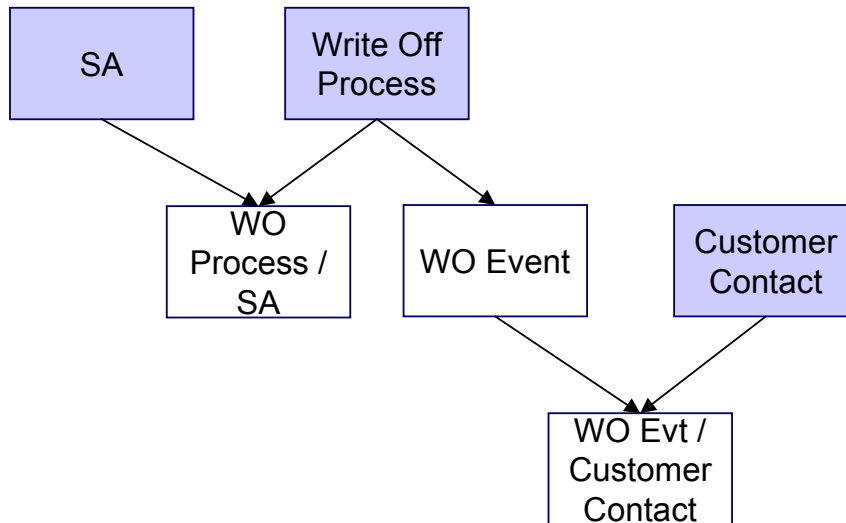 SA
Write Off
Process
WO
Process /
SA
WO Event
Customer
Contact
WO Evt /
Customer
Contact